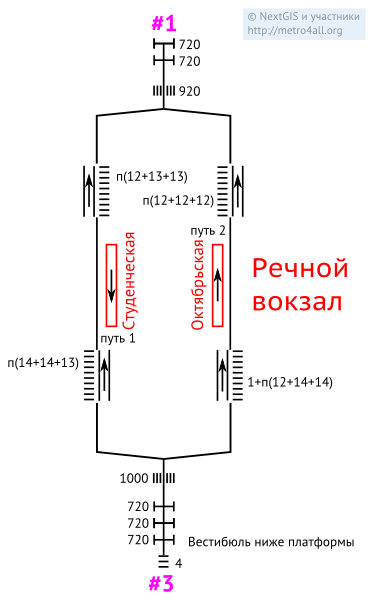 #1
© NextGIS и участники
http://metro4all.org
720
720
920
п(12+13+13)
п(12+12+12)
путь 2
Студенческая
Октябрьская
Речной
вокзал
путь 1
п(14+14+13)
1+п(12+14+14)
1000
720
720
720
Вестибюль ниже платформы
4
#3